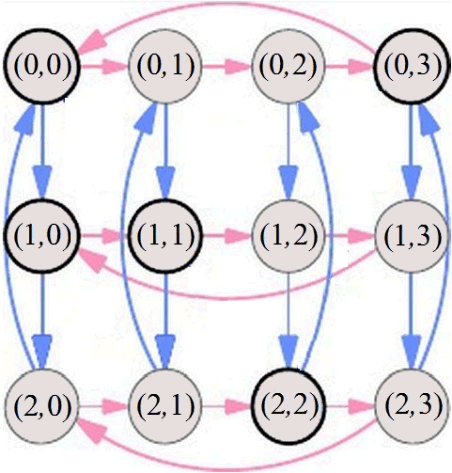 (0,0) (0,1) (0,2) (0,3)
(1,0) (1,1) (1,2) (1,3)
(2,0) (2,1) (2,2) (2,3)